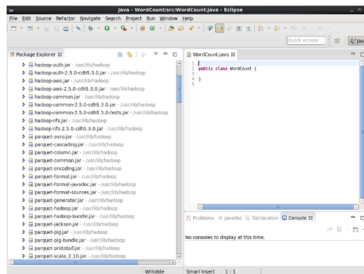 Java - WordCount/src/WordCount.java - Eclipse
File Edit Source Refactor Navigate Search Project Run Window Help
Quick Access
Java
Package Explorer
WordCount.java
hadoop-auth.jar - /usr/lib/hadoop
hadoop-auth-2.5.0-cdh5.3.0.jar - /usr/lib/hadoop
hadoop-aws.jar - /usr/lib/hadoop
hadoop-aws-2.5.0-cdh5.3.0.jar - /usr/lib/hadoop
hadoop-common.jar - /usr/lib/hadoop
hadoop-common-2.5.0-cdh5.3.0.jar - /usr/lib/hadoop
hadoop-common-2.5.0-cdh5.3.0-tests.jar - /usr/lib/hadoop
hadoop-nfs.jar - /usr/lib/hadoop
hadoop-nfs-2.5.0-cdh5.3.0.jar - /usr/lib/hadoop
parquet-avro.jar - /usr/lib/hadoop
parquet-cascading.jar - /usr/lib/hadoop
parquet-column.jar - /usr/lib/hadoop
parquet-common.jar - /usr/lib/hadoop
parquet-encoding.jar - /usr/lib/hadoop
parquet-format.jar - /usr/lib/hadoop
parquet-format-javadoc.jar - /usr/lib/hadoop
parquet-format-sources.jar - /usr/lib/hadoop
parquet-generator.jar - /usr/lib/hadoop
parquet-hadoop.jar - /usr/lib/hadoop
parquet-hadoop-bundle.jar - /usr/lib/hadoop
parquet-jackson.jar - /usr/lib/hadoop
parquet-pig.jar - /usr/lib/hadoop
parquet-pig-bundle.jar - /usr/lib/hadoop
parquet-protobuf.jar - /usr/lib/hadoop
parquet-scala_2.10.jar - /usr/lib/hadoop
1
2 public class WordCount {
3
4 }
5
Problems @ Javadoc Declaration Console
No consoles to display at this time.
Writable Smart Insert 1 : 1